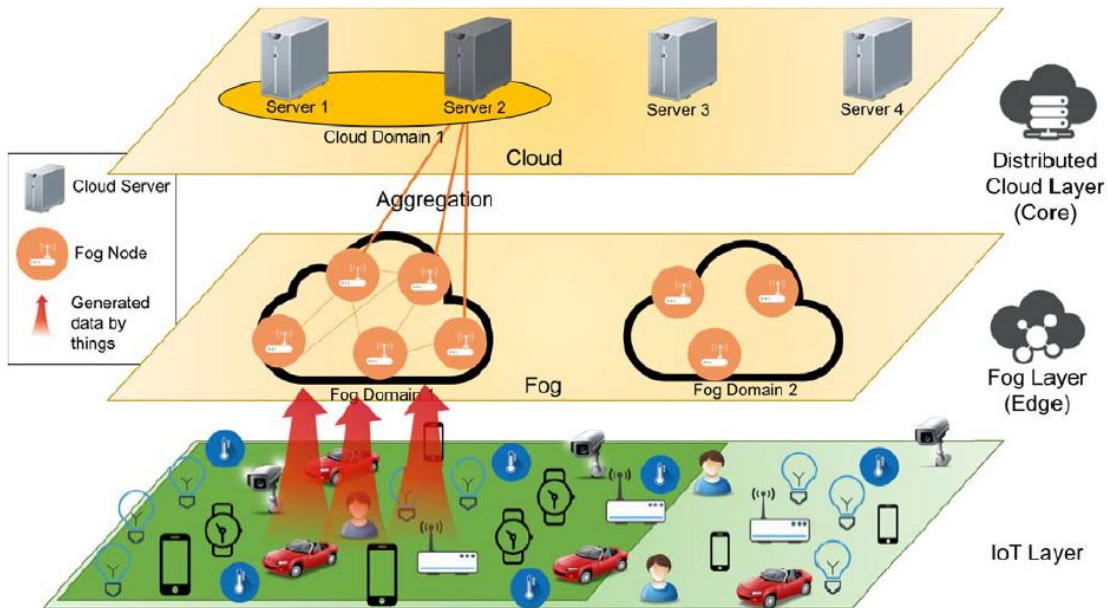 Server 1
Server 2
Server 3
Server 4
Cloud Domain 1
Cloud
Distributed
Cloud Layer
(Core)
Cloud Server
Fog Node
Generated
data by
things
Aggregation
Fog Domain 1
Fog
Fog Domain 2
Fog Layer
(Edge)
IoT Layer